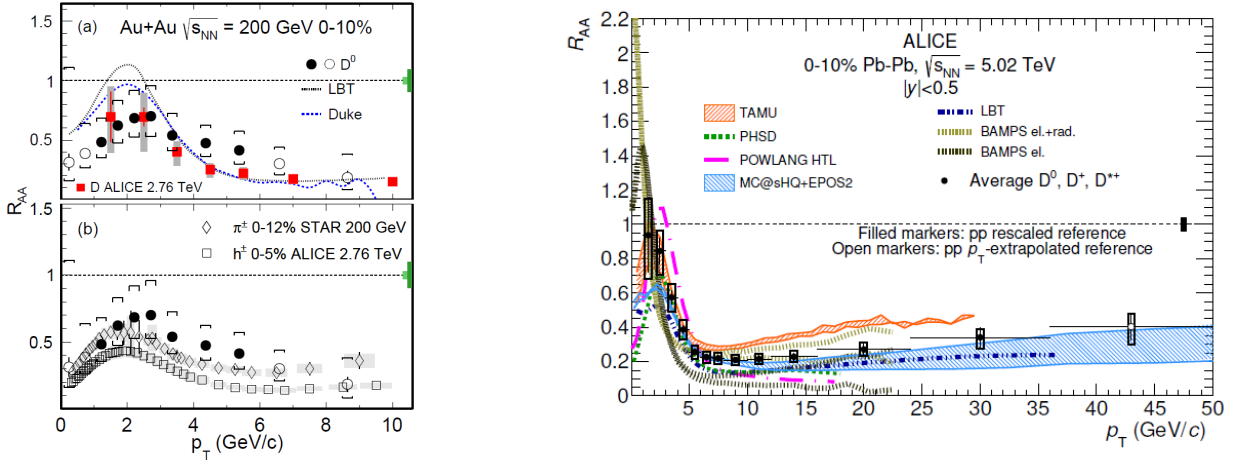 (a) Au+Au √sNN = 200 GeV 0-10%
D⁰
LBT
Duke
D ALICE 2.76 TeV
1.5
1
0.5
RAA
(b)
π± 0-12% STAR 200 GeV
h± 0-5% ALICE 2.76 TeV
1
0.5
0 2 4 6 8 10
pT (GeV/c)
RAA
2.2
2
1.8
1.6
1.4
1.2
1
0.8
0.6
0.4
0.2
0
ALICE
0-10% Pb-Pb, √sNN = 5.02 TeV
|y|<0.5
TAMU
PHSD
POWLANG HTL
MC@sHQ+EPOS2
LBT
BAMPS el.+rad.
BAMPS el.
Average D⁰, D⁺, D*⁺
Filled markers: pp rescaled reference
Open markers: pp pT-extrapolated reference
0 5 10 15 20 25 30 35 40 45 50
pT (GeV/c)